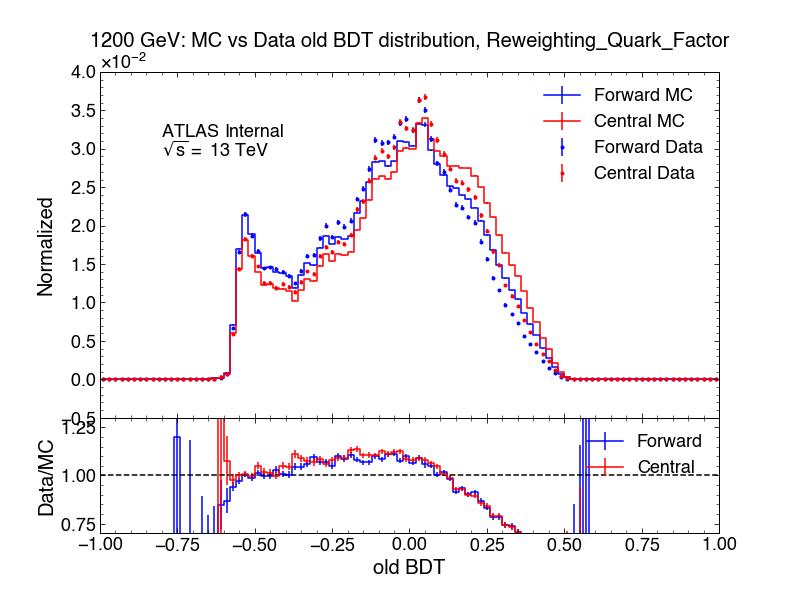 1200 GeV: MC vs Data old BDT distribution, Reweighting_Quark_Factor
×10⁻²
4.0
3.5
3.0
2.5
2.0
1.5
1.0
0.5
0.0
−0.5
Normalized
ATLAS Internal
√s = 13 TeV
Forward MC
Central MC
Forward Data
Central Data
1.25
1.00
0.75
Data/MC
Forward
Central
−1.00 −0.75 −0.50 −0.25 0.00 0.25 0.50 0.75 1.00
old BDT